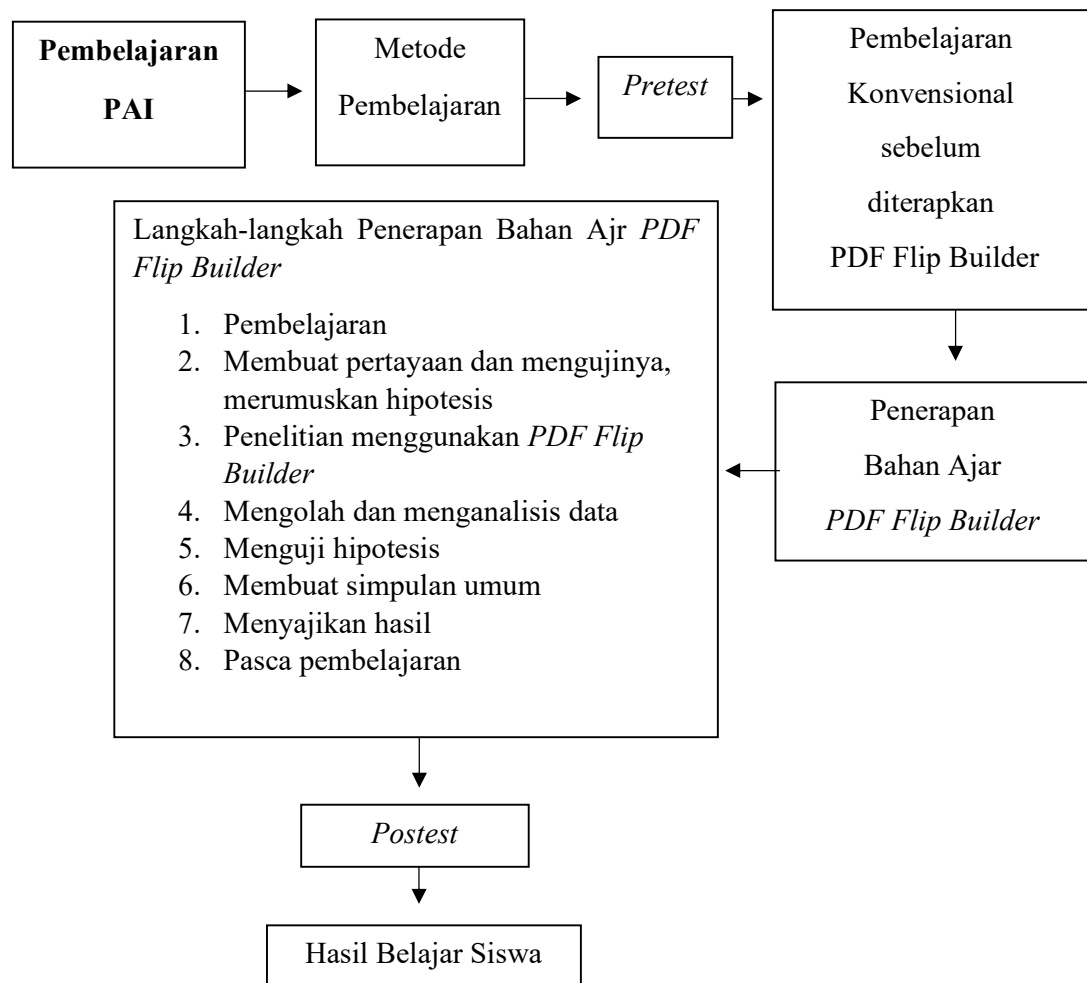 Pembelajaran
PAI
Metode
Pembelajaran
Pretest
Pembelajaran
Konvensional
sebelum
diterapkan
PDF Flip Builder
Penerapan
Bahan Ajar
PDF Flip Builder
Langkah-langkah Penerapan Bahan Ajr PDF
Flip Builder
1. Pembelajaran
2. Membuat pertayaan dan mengujinya,
merumuskan hipotesis
3. Penelitian menggunakan PDF Flip
Builder
4. Mengolah dan menganalisis data
5. Menguji hipotesis
6. Membuat simpulan umum
7. Menyajikan hasil
8. Pasca pembelajaran
Postest
Hasil Belajar Siswa